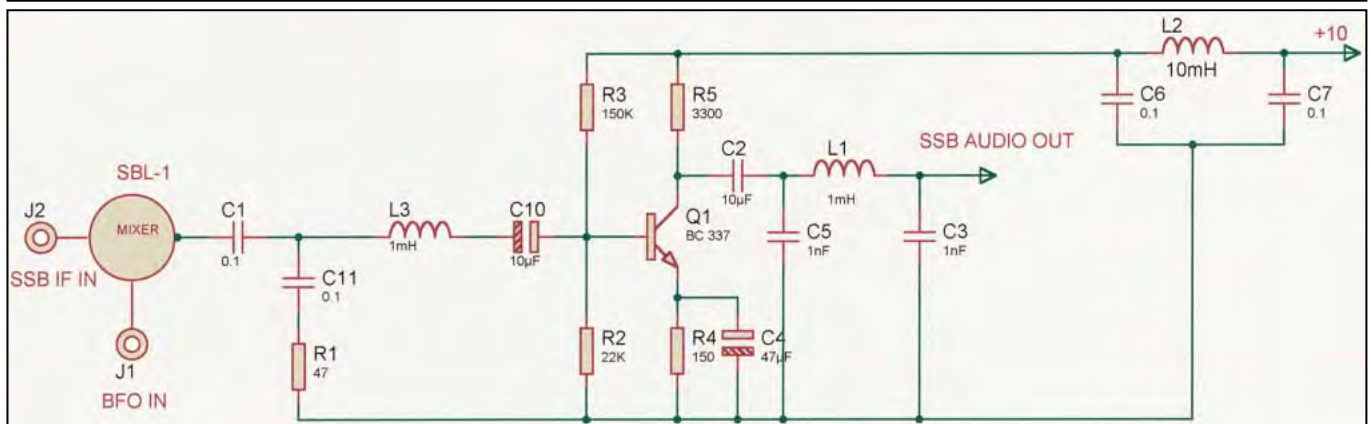 L2
+10
10mH
R3
150K
R5
3300
C6
0.1
C7
0.1
SSB AUDIO OUT
SBL-1
C2
10µF
L1
1mH
J2
MIXER
C1
0.1
L3
1mH
C10
10µF
Q1
BC 337
C5
1nF
C3
1nF
SSB IF IN
C11
0.1
J1
R1
47
R2
22K
R4
150
C4
47µF
BFO IN